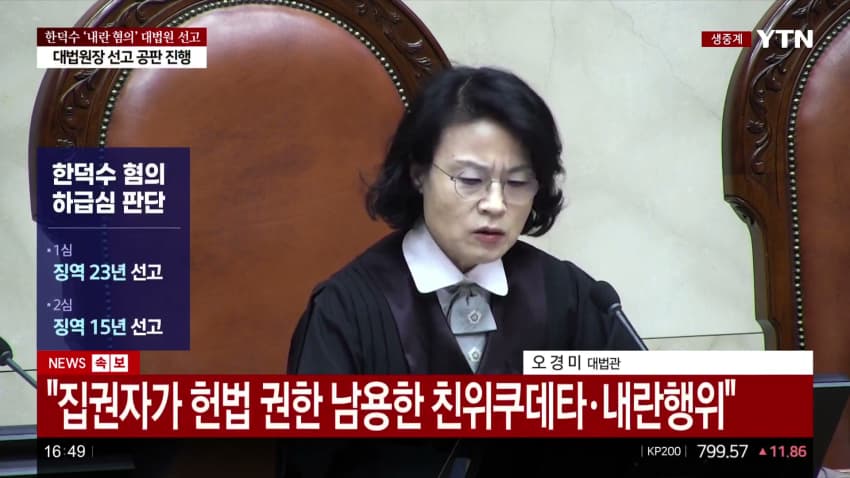 한덕수 '내란 혐의' 대법원 선고
대법원장 선고 공판 진행
생중계
YTN
한덕수 혐의
하급심 판단
·1심
징역 23년 선고
·2심
징역 15년 선고
NEWS 속보
오경미 대법관
"집권자가 헌법 권한 남용한 친위쿠데타·내란행위"
16:49
KP200 799.57 ▲11.86